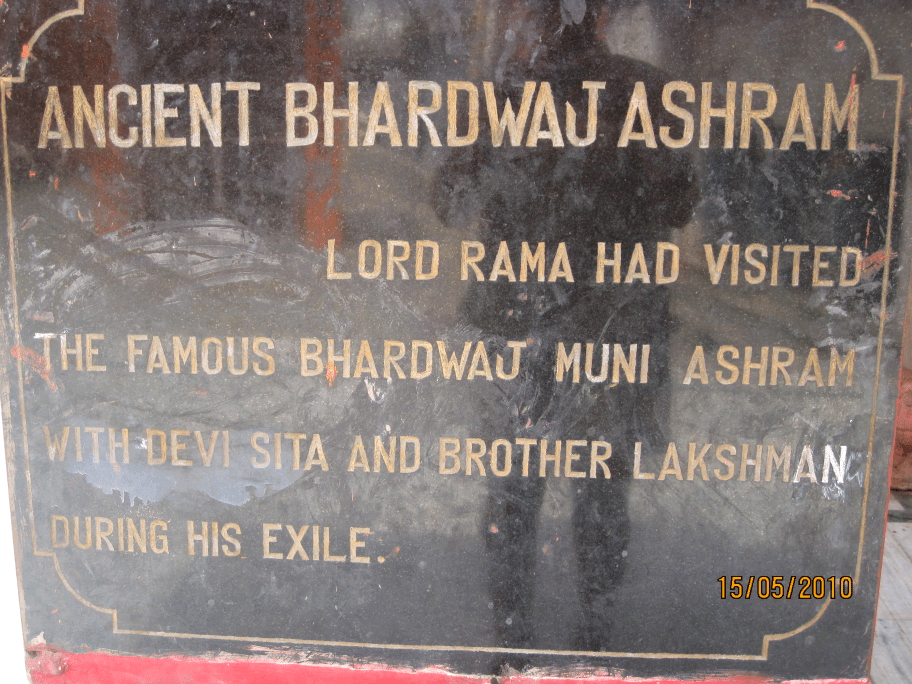 ANCIENT BHARDWAJ ASHRAM
LORD RAMA HAD VISITED
THE FAMOUS BHARDWAJ MUNI ASHRAM
WITH DEVI SITA AND BROTHER LAKSHMAN
DURING HIS EXILE.
15/05/2010